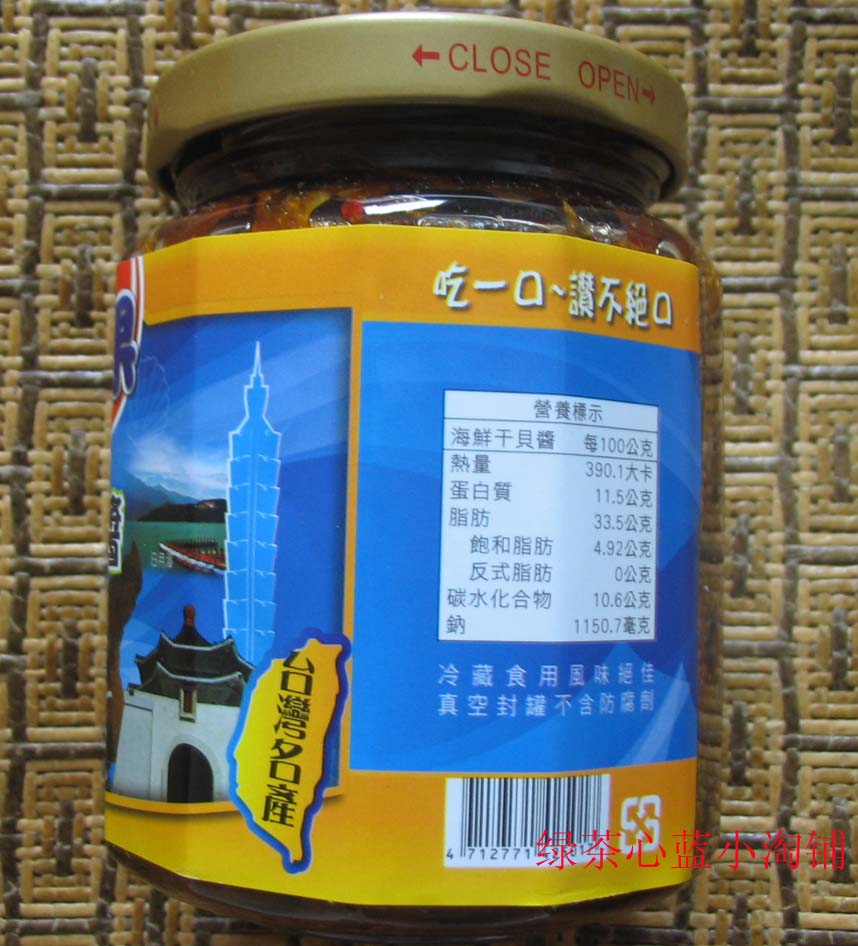 ←CLOSE OPEN→
吃一口~讚不絕口
營養標示
海鮮干貝醬 每100公克
熱量 390.1大卡
蛋白質 11.5公克
脂肪 33.5公克
飽和脂肪 4.92公克
反式脂肪 0公克
碳水化合物 10.6公克
鈉 1150.7毫克
冷藏食用風味絕佳
真空封罐不含防腐劑
台灣名產
4 712771
绿茶心蓝小淘铺